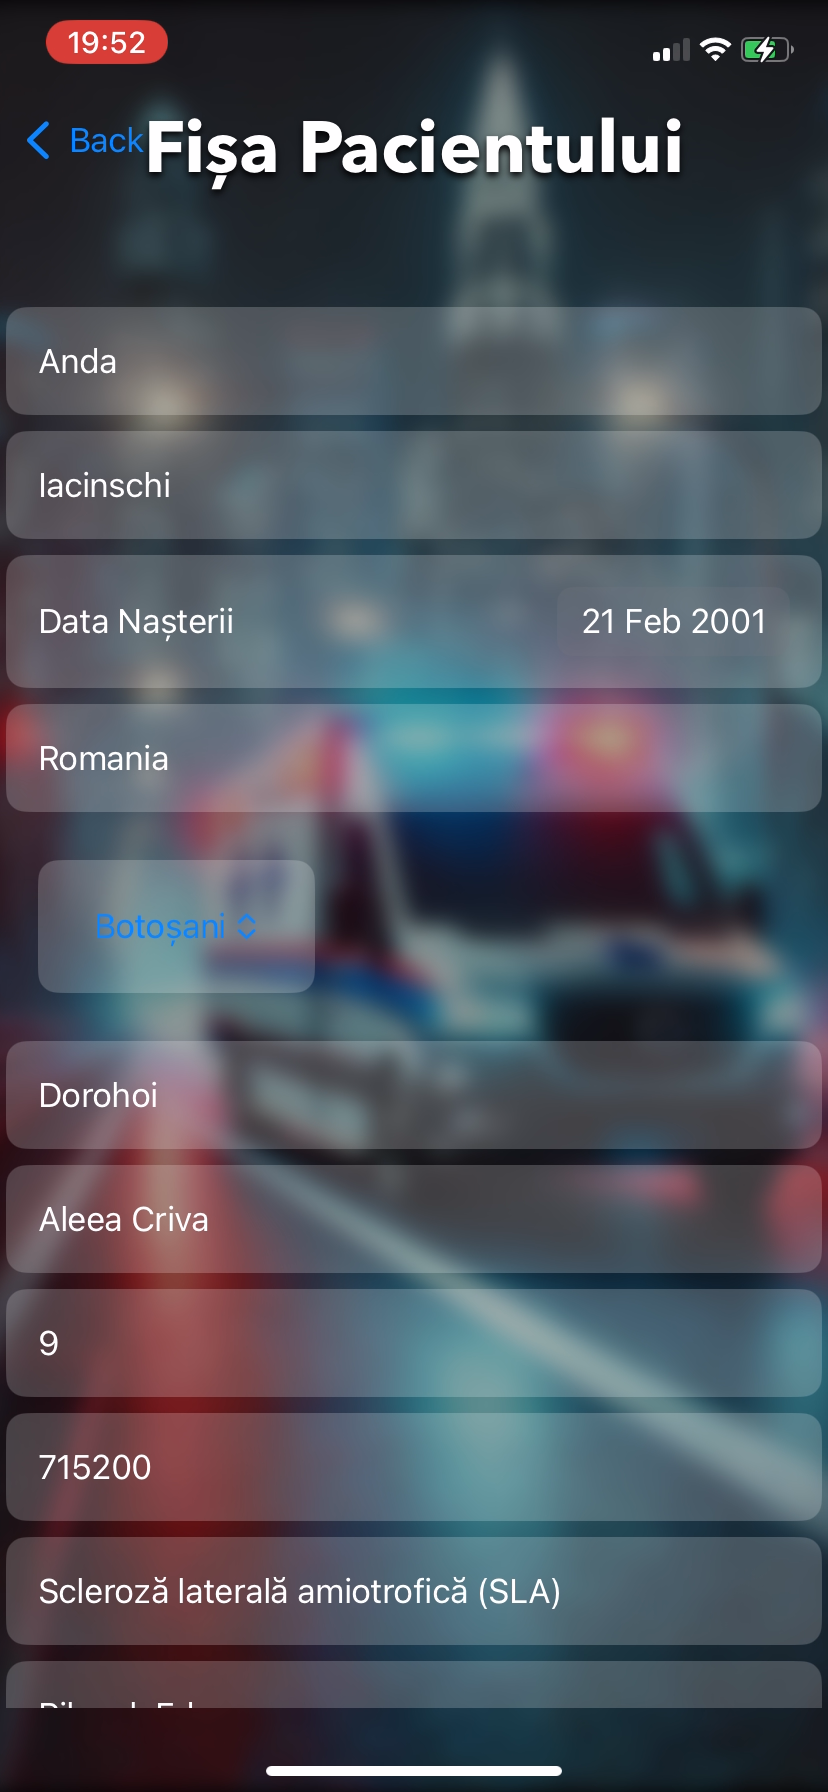 19:52
Back
Fișa Pacientului
Anda
Iacinschi
Data Nașterii 21 Feb 2001
Romania
Botoșani
Dorohoi
Aleea Criva
9
715200
Scleroză laterală amiotrofică (SLA)